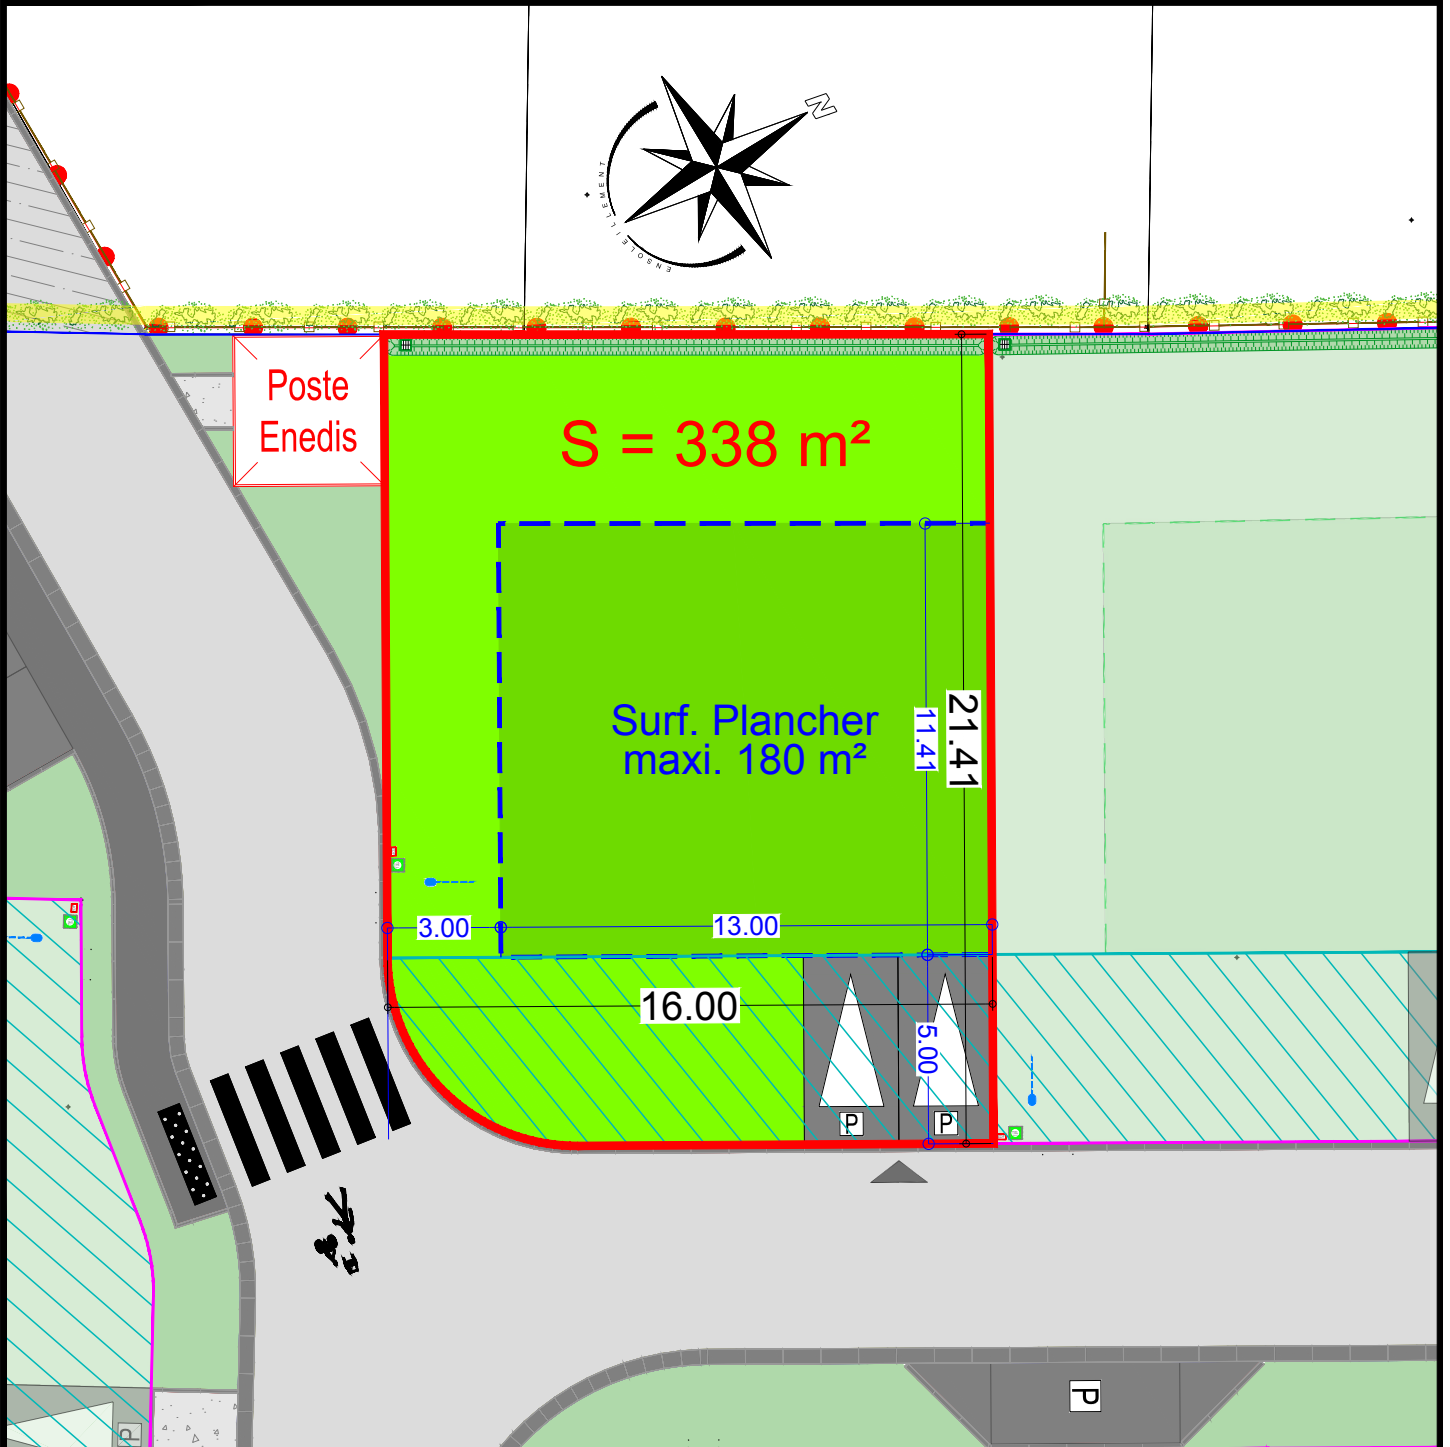 N
ENSOLEILLEMENT
Poste
Enedis
S = 338 m²
Surf. Plancher
maxi. 180 m²
11.41
21.41
3.00
13.00
16.00
5.00
P
P
P
P